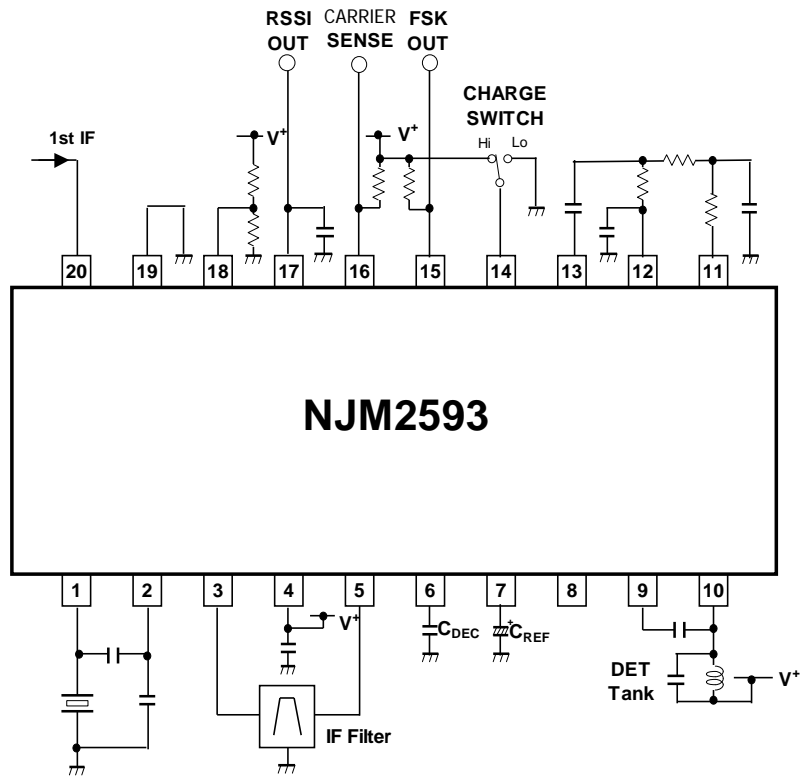 RSSI OUT
CARRIER SENSE
FSK OUT
CHARGE SWITCH
1st IF
V+
V+
Hi
Lo
20
19
18
17
16
15
14
13
12
11
NJM2593
1
2
3
4
5
6
7
8
9
10
V+
CDEC
+
CREF
DET Tank
V+
IF Filter